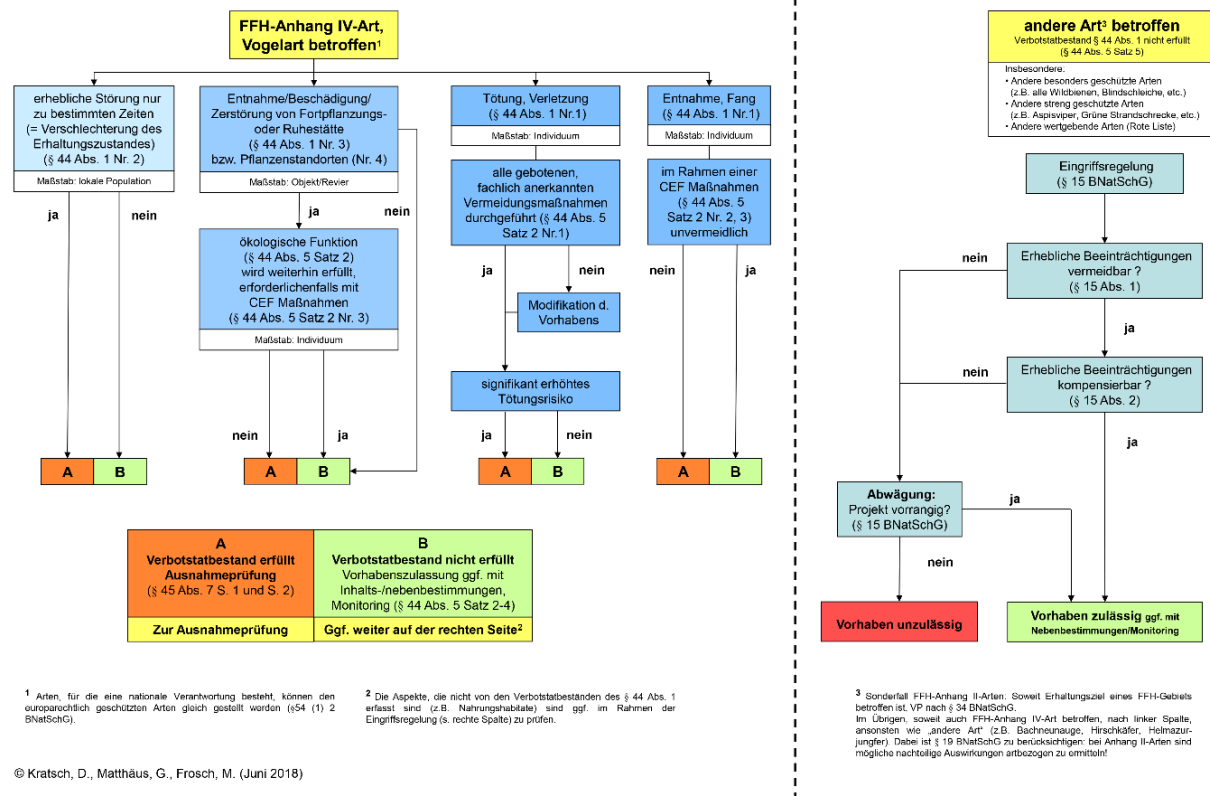 FFH-Anhang IV-Art,
Vogelart betroffen¹
erhebliche Störung nur
zu bestimmten Zeiten
(= Verschlechterung des
Erhaltungszustandes)
(§ 44 Abs. 1 Nr. 2)
Maßstab: lokale Population
ja
nein
A
B
Entnahme/Beschädigung/
Zerstörung von Fortpflanzungs-
oder Ruhestätte
(§ 44 Abs. 1 Nr. 3)
bzw. Pflanzenstandorten (Nr. 4)
Maßstab: Objekt/Revier
ja
nein
ökologische Funktion
(§ 44 Abs. 5 Satz 2)
wird weiterhin erfüllt,
erforderlichenfalls mit
CEF Maßnahmen
(§ 44 Abs. 5 Satz 2 Nr. 3)
Maßstab: Individuum
nein
ja
A
B
Tötung, Verletzung
(§ 44 Abs. 1 Nr.1)
Maßstab: Individuum
alle gebotenen,
fachlich anerkannten
Vermeidungsmaßnahmen
durchgeführt (§ 44 Abs. 5
Satz 2 Nr.1)
ja
nein
Modifikation d.
Vorhabens
signifikant erhöhtes
Tötungsrisiko
ja
nein
A
B
Entnahme, Fang
(§ 44 Abs. 1 Nr.1)
Maßstab: Individuum
im Rahmen einer
CEF Maßnahmen
(§ 44 Abs. 5
Satz 2 Nr. 2, 3)
unvermeidlich
nein
ja
A
B
A
Verbotstatbestand erfüllt
Ausnahmeprüfung
(§ 45 Abs. 7 S. 1 und S. 2)
Zur Ausnahmeprüfung
B
Verbotstatbestand nicht erfüllt
Vorhabenszulassung ggf. mit
Inhalts-/nebenbestimmungen,
Monitoring (§ 44 Abs. 5 Satz 2-4)
Ggf. weiter auf der rechten Seite²
¹ Arten, für die eine nationale Verantwortung besteht, können den
europarechtlich geschützten Arten gleich gestellt werden (§54 (1) 2
BNatSchG).
² Die Aspekte, die nicht von den Verbotstatbeständen des § 44 Abs. 1
erfasst sind (z.B. Nahrungshabitate) sind ggf. im Rahmen der
Eingriffsregelung (s. rechte Spalte) zu prüfen.
© Kratsch, D., Matthäus, G., Frosch, M. (Juni 2018)
andere Art³ betroffen
Verbotstatbestand § 44 Abs. 1 nicht erfüllt
(§ 44 Abs. 5 Satz 5)
Insbesondere:
• Andere besonders geschützte Arten
(z.B. alle Wildbienen, Blindschleiche, etc.)
• Andere streng geschützte Arten
(z.B. Aspisviper, Grüne Strandschrecke, etc.)
• Andere wertgebende Arten (Rote Liste)
Eingriffsregelung
(§ 15 BNatSchG)
Erhebliche Beeinträchtigungen
vermeidbar ?
(§ 15 Abs. 1)
nein
ja
Erhebliche Beeinträchtigungen
kompensierbar ?
(§ 15 Abs. 2)
nein
ja
Abwägung:
Projekt vorrangig?
(§ 15 BNatSchG)
ja
nein
Vorhaben unzulässig
Vorhaben zulässig ggf. mit
Nebenbestimmungen/Monitoring
³ Sonderfall FFH-Anhang II-Arten: Soweit Erhaltungsziel eines FFH-Gebiets
betroffen ist, VP nach § 34 BNatSchG.
Im Übrigen, soweit auch FFH-Anhang IV-Art betroffen, nach linker Spalte,
ansonsten wie „andere Art“ (z.B. Bachneunauge, Hirschkäfer, Helmazur-
jungfer). Dabei ist § 19 BNatSchG zu berücksichtigen: bei Anhang II-Arten sind
mögliche nachteilige Auswirkungen artbezogen zu ermitteln!